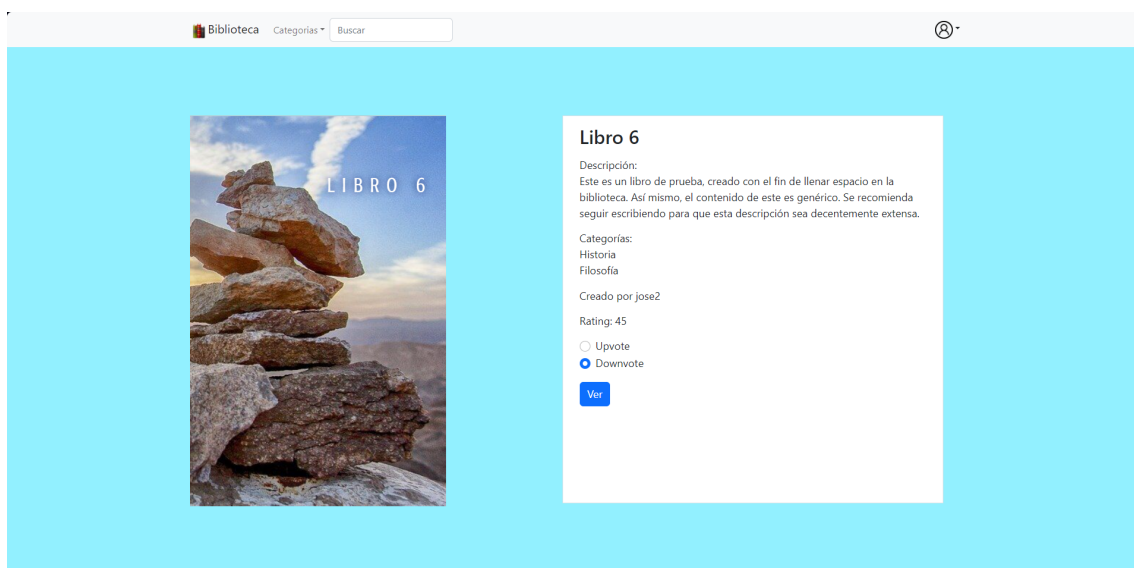 Biblioteca Categorías Buscar
LIBRO 6
Libro 6
Descripción:
Este es un libro de prueba, creado con el fin de llenar espacio en la
biblioteca. Así mismo, el contenido de este es genérico. Se recomienda
seguir escribiendo para que esta descripción sea decentemente extensa.
Categorías:
Historia
Filosofía
Creado por jose2
Rating: 45
Upvote
Downvote
Ver